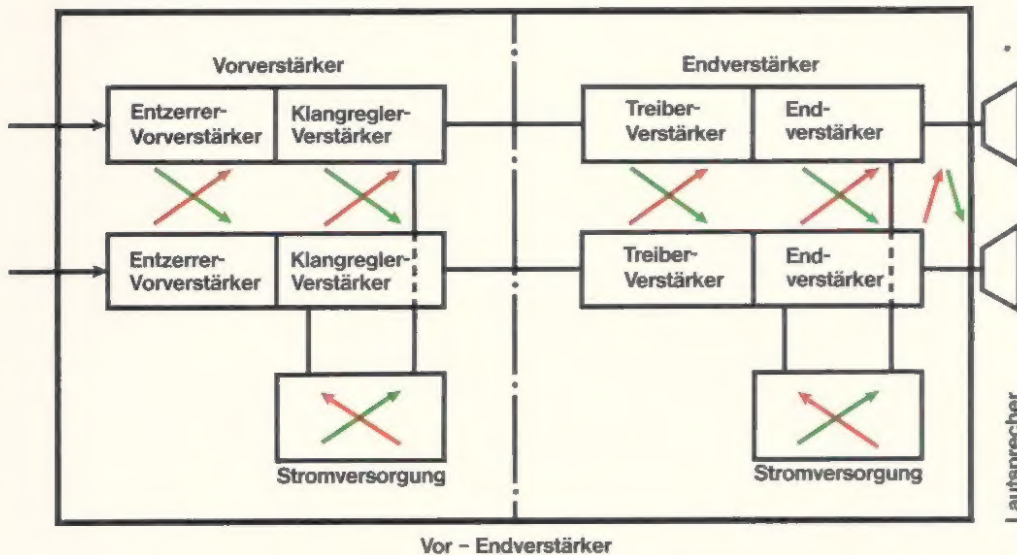 Vorverstärker
Endverstärker
Entzerrer-
Vorverstärker
Klangregler-
Verstärker
Treiber-
Verstärker
End-
verstärker
Entzerrer-
Vorverstärker
Klangregler-
Verstärker
Treiber-
Verstärker
End-
verstärker
Stromversorgung
Stromversorgung
Lautsprecher
Vor – Endverstärker